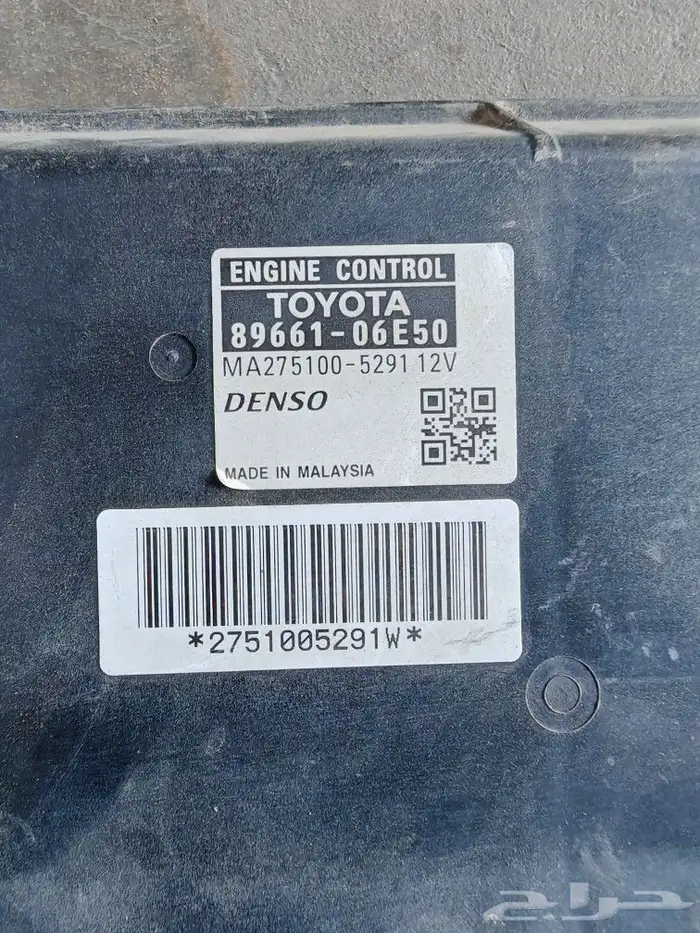 ENGINE CONTROL
TOYOTA
89661-06E50
MA275100-5291 12V
DENSO
MADE IN MALAYSIA
*2751005291W*
حراج